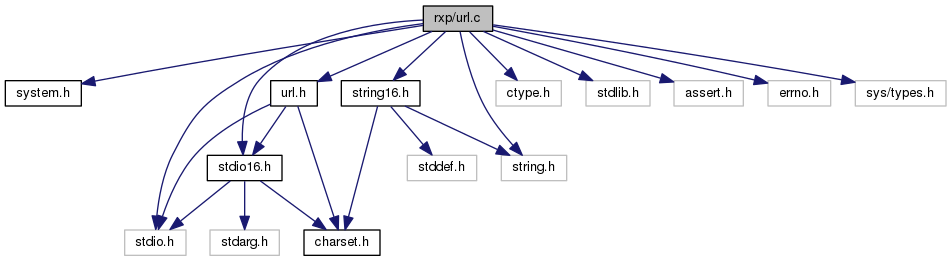 rxp/url.c
system.h
url.h
string16.h
ctype.h
stdlib.h
assert.h
errno.h
sys/types.h
stdio16.h
stddef.h
string.h
stdio.h
stdarg.h
charset.h